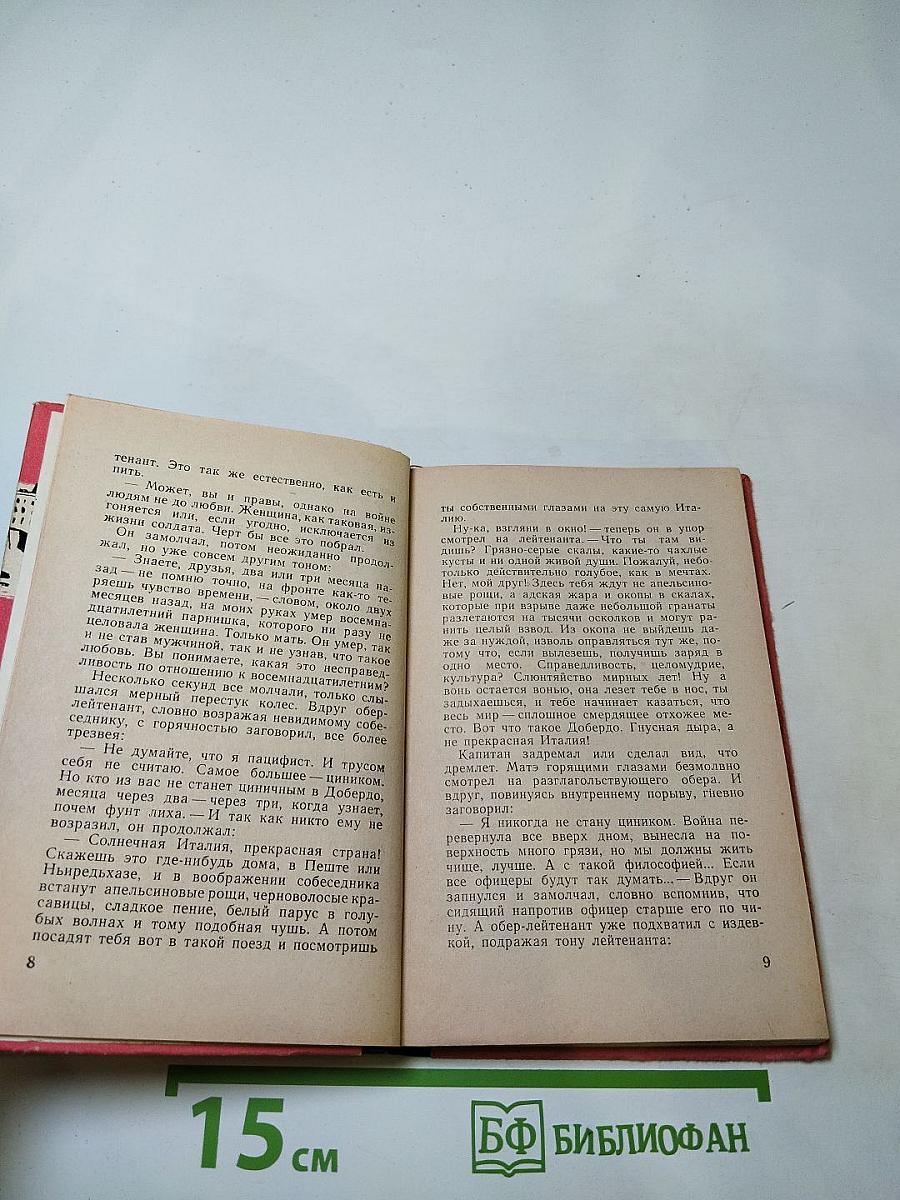 тенант. Это так же естественно, как есть и
пить.
— Может, вы и правы, однако на войне
людям не до любви. Женщина, как таковая, из-
гоняется или, если угодно, исключается из
жизни солдата. Черт бы все это побрал.
Он замолчал, потом неожиданно продол-
жал, но уже совсем другим тоном:
— Знаете, друзья, два или три месяца на-
зад — не помню точно, на фронте как-то те-
ряешь чувство времени, — словом, около двух
месяцев назад, на моих руках умер восемна-
дцатилетний парнишка, которого ни разу не
целовала женщина. Только мать. Он умер, так
и не став мужчиной, так и не узнав, что такое
любовь. Вы понимаете, какая это несправед-
ливость по отношению к восемнадцатилетним?
Несколько секунд все молчали, только слы-
шался мерный перестук колес. Вдруг обер-
лейтенант, словно возражая невидимому собе-
седнику, с горячностью заговорил, все более
трезвея:
— Не думайте, что я пацифист. И трусом
себя не считаю. Самое большее — циником.
Но кто из вас не станет циничным в Добердо,
месяца через два — через три, когда узнает,
почем фунт лиха. — И так как никто ему не
возразил, он продолжал:
— Солнечная Италия, прекрасная страна!
Скажешь это где-нибудь дома, в Пеште или
Ньиредьхазе, и в воображении собеседника
встанут апельсиновые рощи, черноволосые кра-
савицы, сладкое пение, белый парус в голу-
бых волнах и тому подобная чушь. А потом
посадят тебя вот в такой поезд и посмотришь
8
ты собственными глазами на эту самую Ита-
лию.
Ну-ка, взгляни в окно! — теперь он в упор
смотрел на лейтенанта. — Что ты там ви-
дишь? Грязно-серые скалы, какие-то чахлые
кусты и ни одной живой души. Пожалуй, небо-
только действительно голубое, как в мечтах.
Нет, мой друг! Здесь тебя ждут не апельсино-
вые рощи, а адская жара и окопы в скалах,
которые при взрыве даже небольшой гранаты
разлетаются на тысячи осколков и могут ра-
нить целый взвод. Из окопа не выйдешь да-
же за нуждой, изволь оправляться тут же, по-
тому что, если вылезешь, получишь заряд в
одно место. Справедливость, целомудрие,
культура? Слюнтяйство мирных лет! Ну а
вонь остается вонью, она лезет тебе в нос, ты
задыхаешься, и тебе начинает казаться, что
весь мир — сплошное смердящее отхожее ме-
сто. Вот что такое Добердо. Гнусная дыра, а
не прекрасная Италия!
Капитан задремал или сделал вид, что
дремлет. Матэ горящими глазами безмолвно
смотрел на разглагольствующего обера. И
вдруг, повинуясь внутреннему порыву, гневно
заговорил:
— Я никогда не стану циником. Война пе-
ревернула все вверх дном, вынесла на по-
верхность много грязи, но мы должны жить
чище, лучше. А с такой философией... Если
все офицеры будут так думать... — Вдруг он
запнулся и замолчал, словно вспомнив, что
сидящий напротив офицер старше его по чи-
ну. А обер-лейтенант уже подхватил с издев-
кой, подражая тону лейтенанта:
9
15 см
БФ БИБЛИОФАН